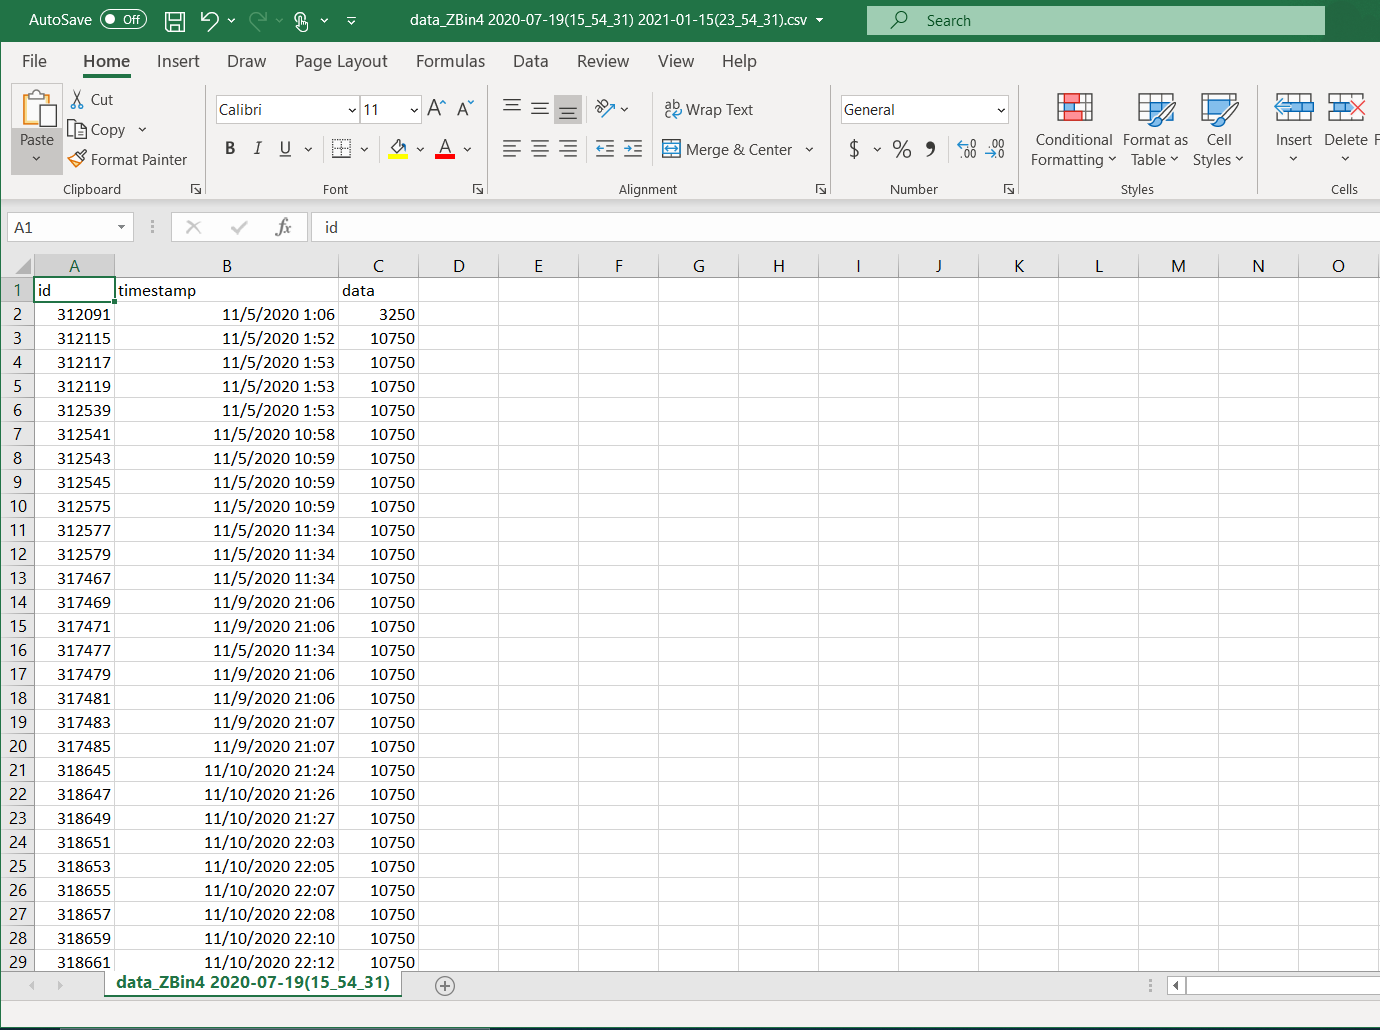 AutoSave Off data_ZBin4 2020-07-19(15_54_31) 2021-01-15(23_54_31).csv Search
File Home Insert Draw Page Layout Formulas Data Review View Help
Paste Cut Copy Format Painter
Clipboard
Calibri 11 A A
B I U A
Font
ab Wrap Text
Merge & Center
Alignment
General
$ % 9 .00 .00
Number
Conditional Formatting Format as Table Cell Styles
Styles
Insert Delete F
Cells
A1 fx id
A B C D E F G H I J K L M N O
1 id timestamp data
2 312091 11/5/2020 1:06 3250
3 312115 11/5/2020 1:52 10750
4 312117 11/5/2020 1:53 10750
5 312119 11/5/2020 1:53 10750
6 312539 11/5/2020 1:53 10750
7 312541 11/5/2020 10:58 10750
8 312543 11/5/2020 10:59 10750
9 312545 11/5/2020 10:59 10750
10 312575 11/5/2020 10:59 10750
11 312577 11/5/2020 11:34 10750
12 312579 11/5/2020 11:34 10750
13 317467 11/5/2020 11:34 10750
14 317469 11/9/2020 21:06 10750
15 317471 11/9/2020 21:06 10750
16 317477 11/5/2020 11:34 10750
17 317479 11/9/2020 21:06 10750
18 317481 11/9/2020 21:06 10750
19 317483 11/9/2020 21:07 10750
20 317485 11/9/2020 21:07 10750
21 318645 11/10/2020 21:24 10750
22 318647 11/10/2020 21:26 10750
23 318649 11/10/2020 21:27 10750
24 318651 11/10/2020 22:03 10750
25 318653 11/10/2020 22:05 10750
26 318655 11/10/2020 22:07 10750
27 318657 11/10/2020 22:08 10750
28 318659 11/10/2020 22:10 10750
29 318661 11/10/2020 22:12 10750
data_ZBin4 2020-07-19(15_54_31)